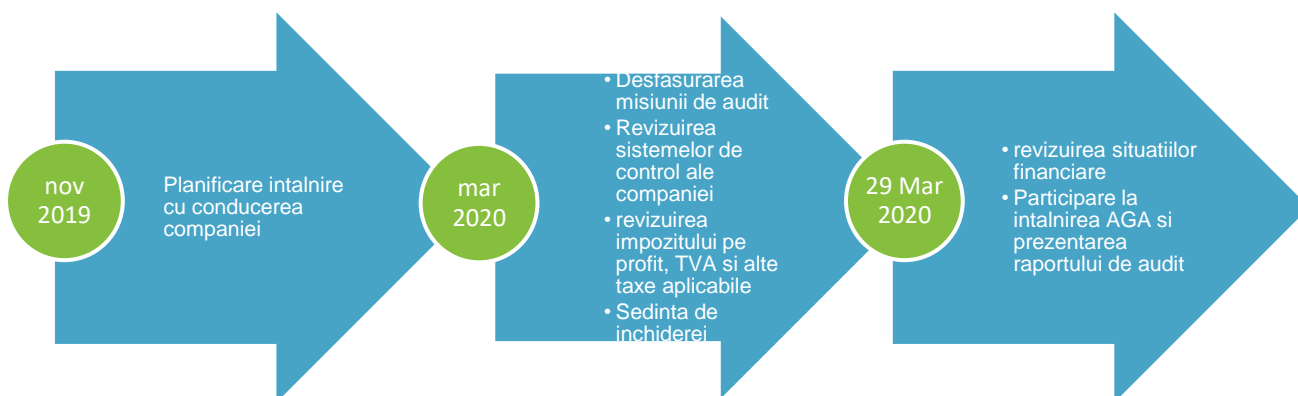 nov
2019
Planificare intalnire
cu conducerea
companiei
mar
2020
• Desfasurarea
misiunii de audit
• Revizuirea
sistemelor de
control ale
companiei
• revizuirea
impozitului pe
profit, TVA si alte
taxe aplicabile
• Sedinta de
inchiderei
29 Mar
2020
• revizuirea situatiilor
financiare
• Participare la
intalnirea AGA si
prezentarea
raportului de audit